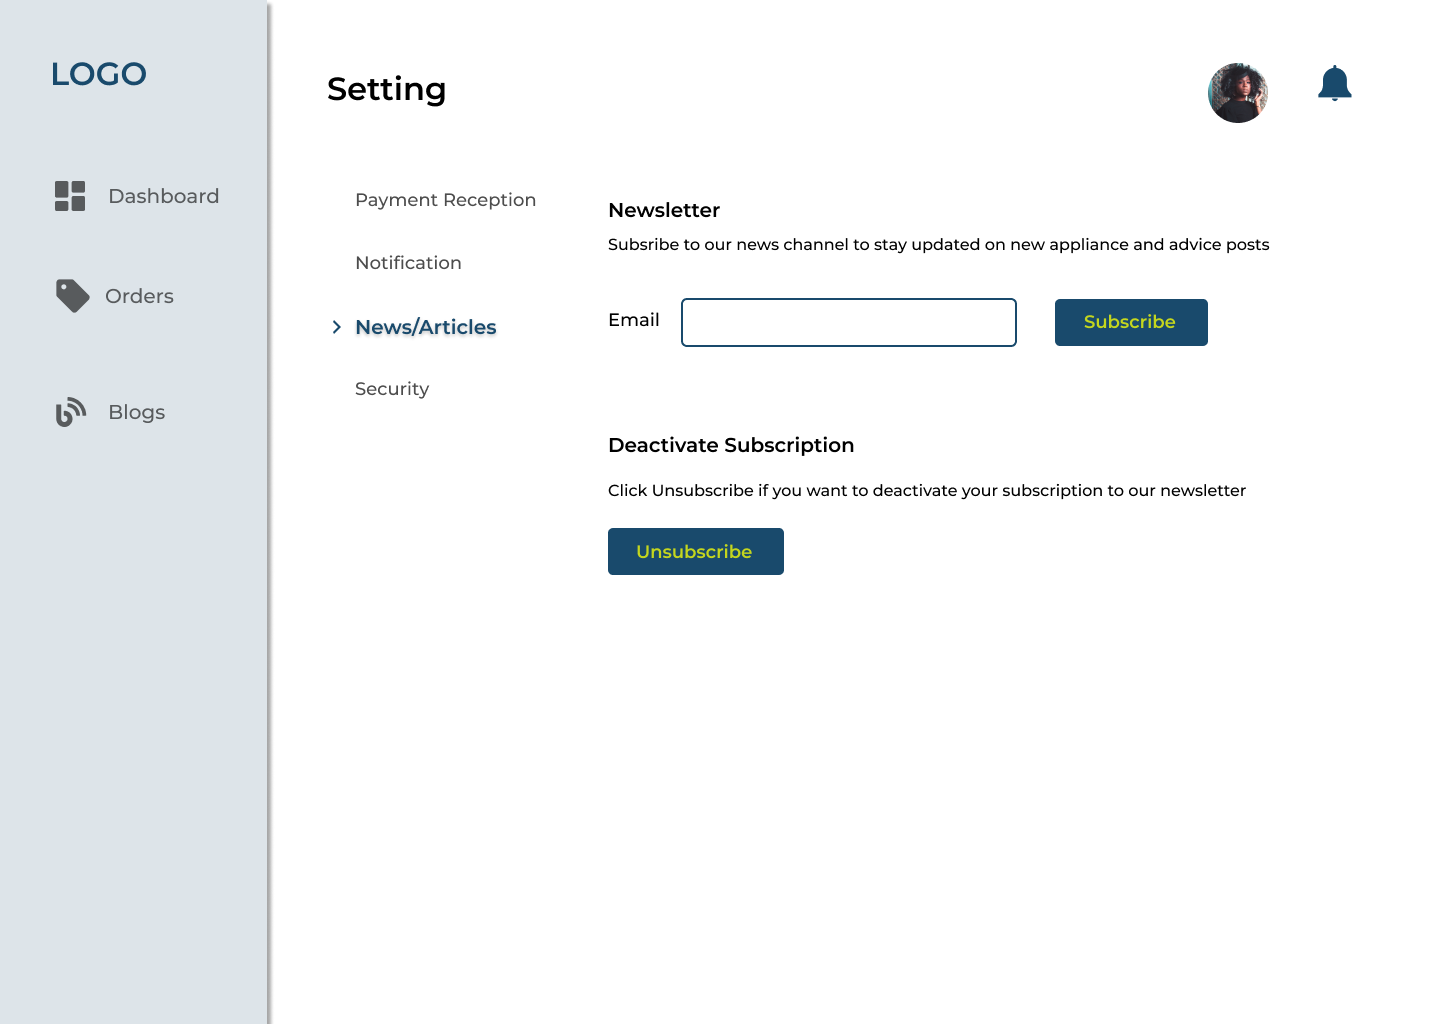 LOGO
Dashboard
Orders
Blogs
Setting
Payment Reception
Notification
News/Articles
Security
Newsletter
Subsribe to our news channel to stay updated on new appliance and advice posts
Email
Subscribe
Deactivate Subscription
Click Unsubscribe if you want to deactivate your subscription to our newsletter
Unsubscribe